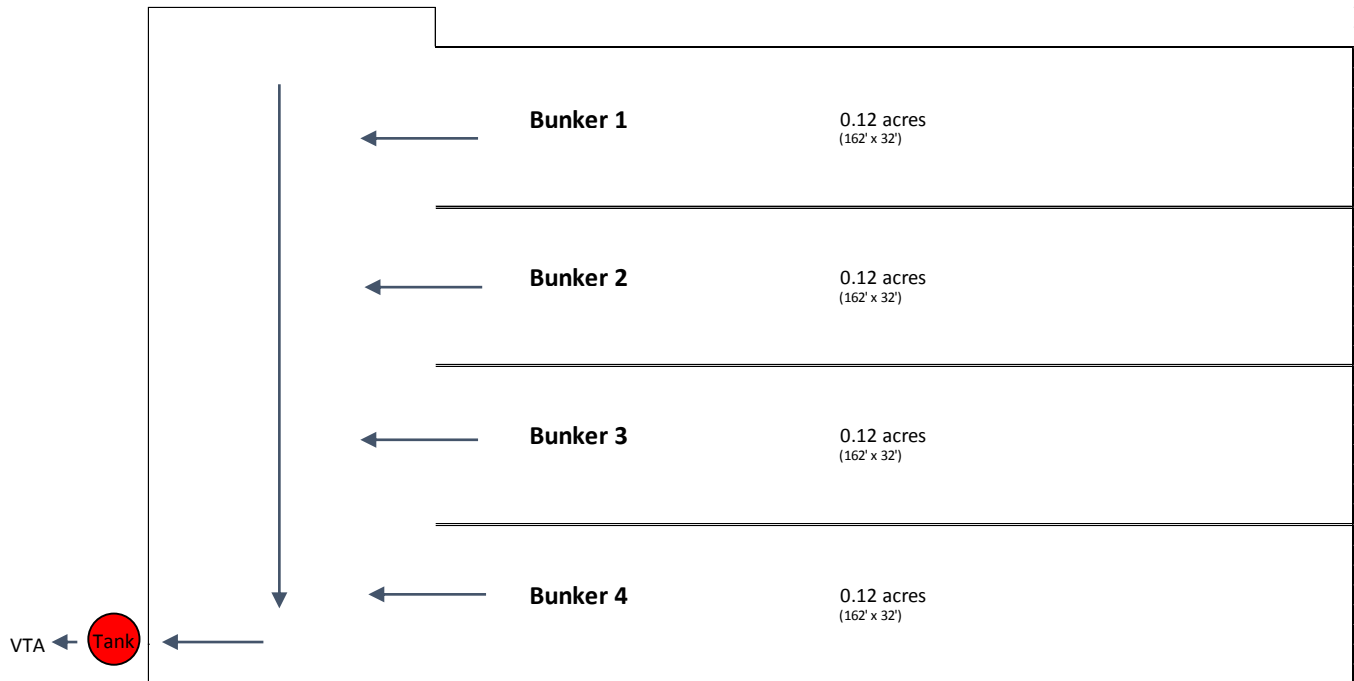 Bunker 1
0.12 acres
(162' x 32')
Bunker 2
0.12 acres
(162' x 32')
Bunker 3
0.12 acres
(162' x 32')
Bunker 4
0.12 acres
(162' x 32')
VTA
Tank